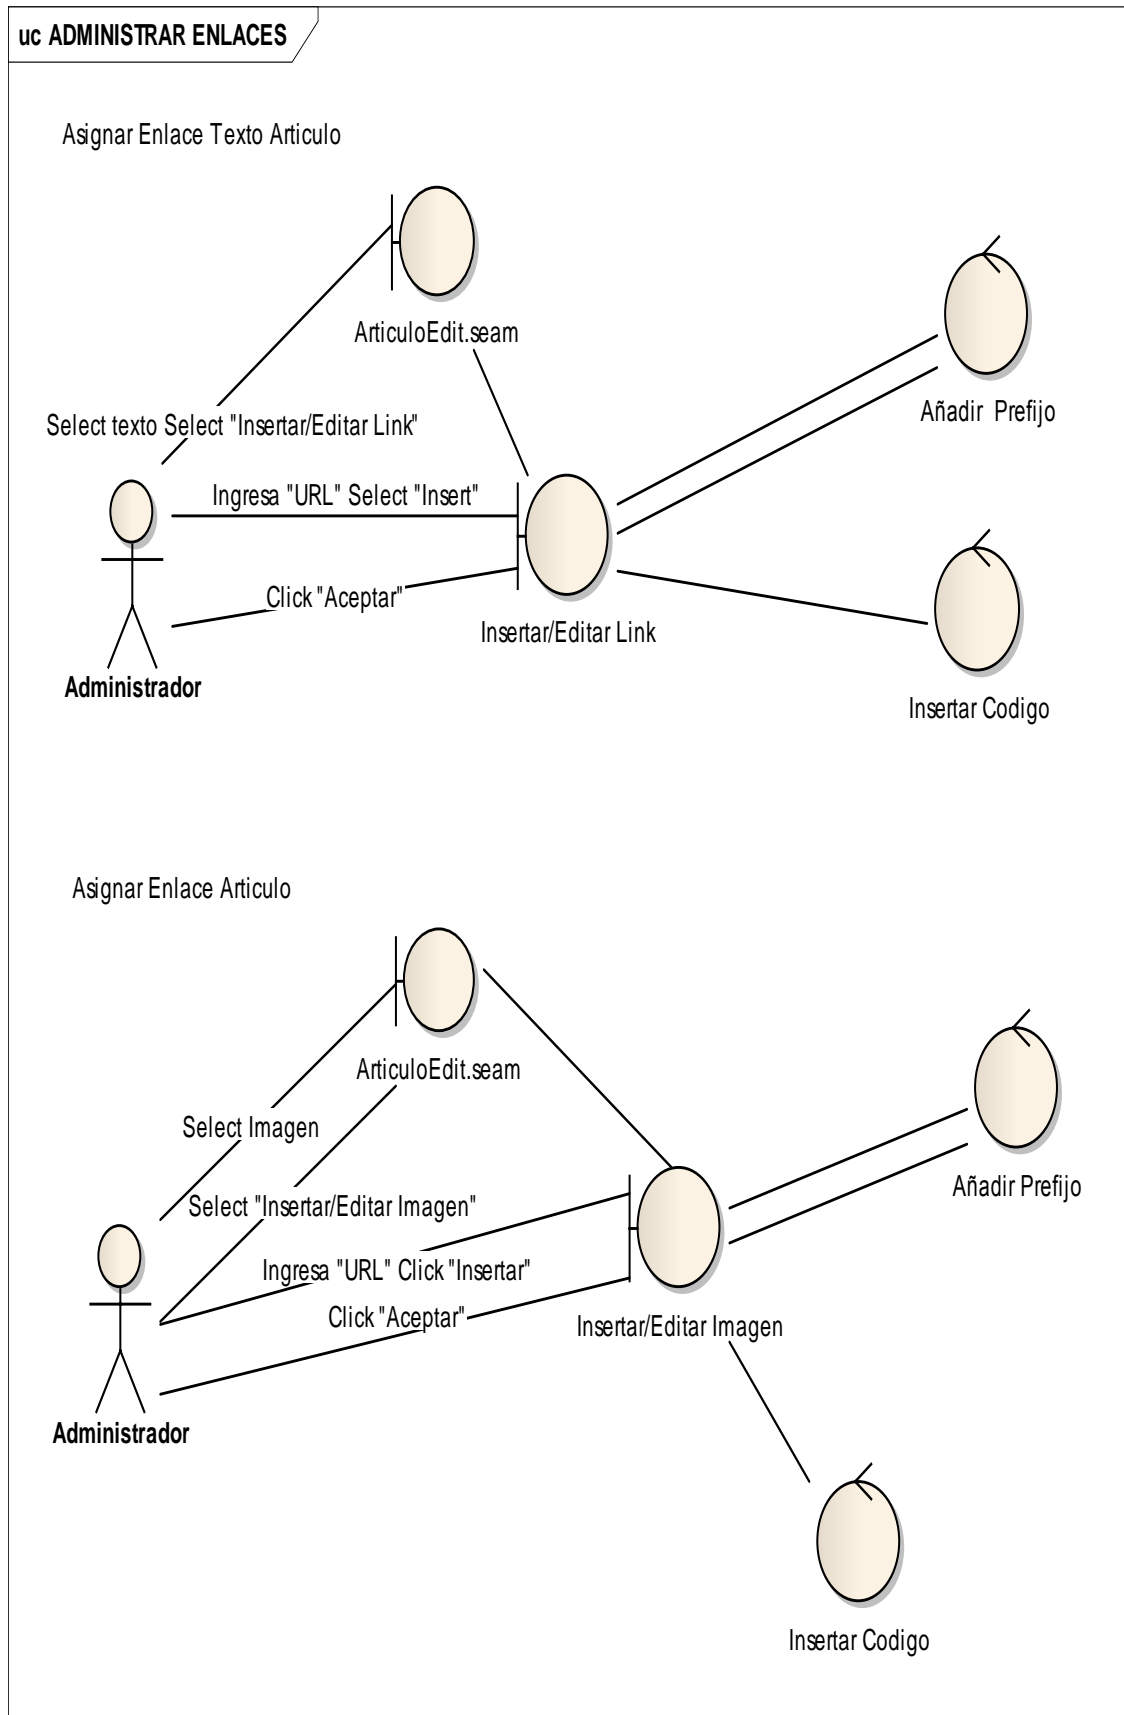 uc ADMINISTRAR ENLACES
Asignar Enlace Texto Articulo
ArticuloEdit.seam
Añadir  Prefijo
Select texto Select "Insertar/Editar Link"
Ingresa "URL" Select "Insert"
Click "Aceptar"
Insertar/Editar Link
Administrador
Insertar Codigo
Asignar Enlace Articulo
ArticuloEdit.seam
Select Imagen
Añadir Prefijo
Select "Insertar/Editar Imagen"
Ingresa "URL" Click "Insertar"
Click "Aceptar"
Insertar/Editar Imagen
Administrador
Insertar Codigo